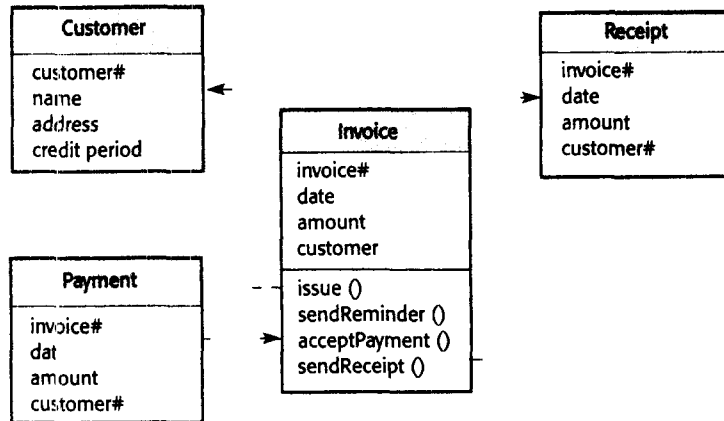 Customer
customer#
name
address
credit period
Receipt
invoice#
date
amount
customer#
Invoice
invoice#
date
amount
customer
issue ()
sendReminder ()
acceptPayment ()
sendReceipt ()
Payment
invoice#
dat
amount
customer#